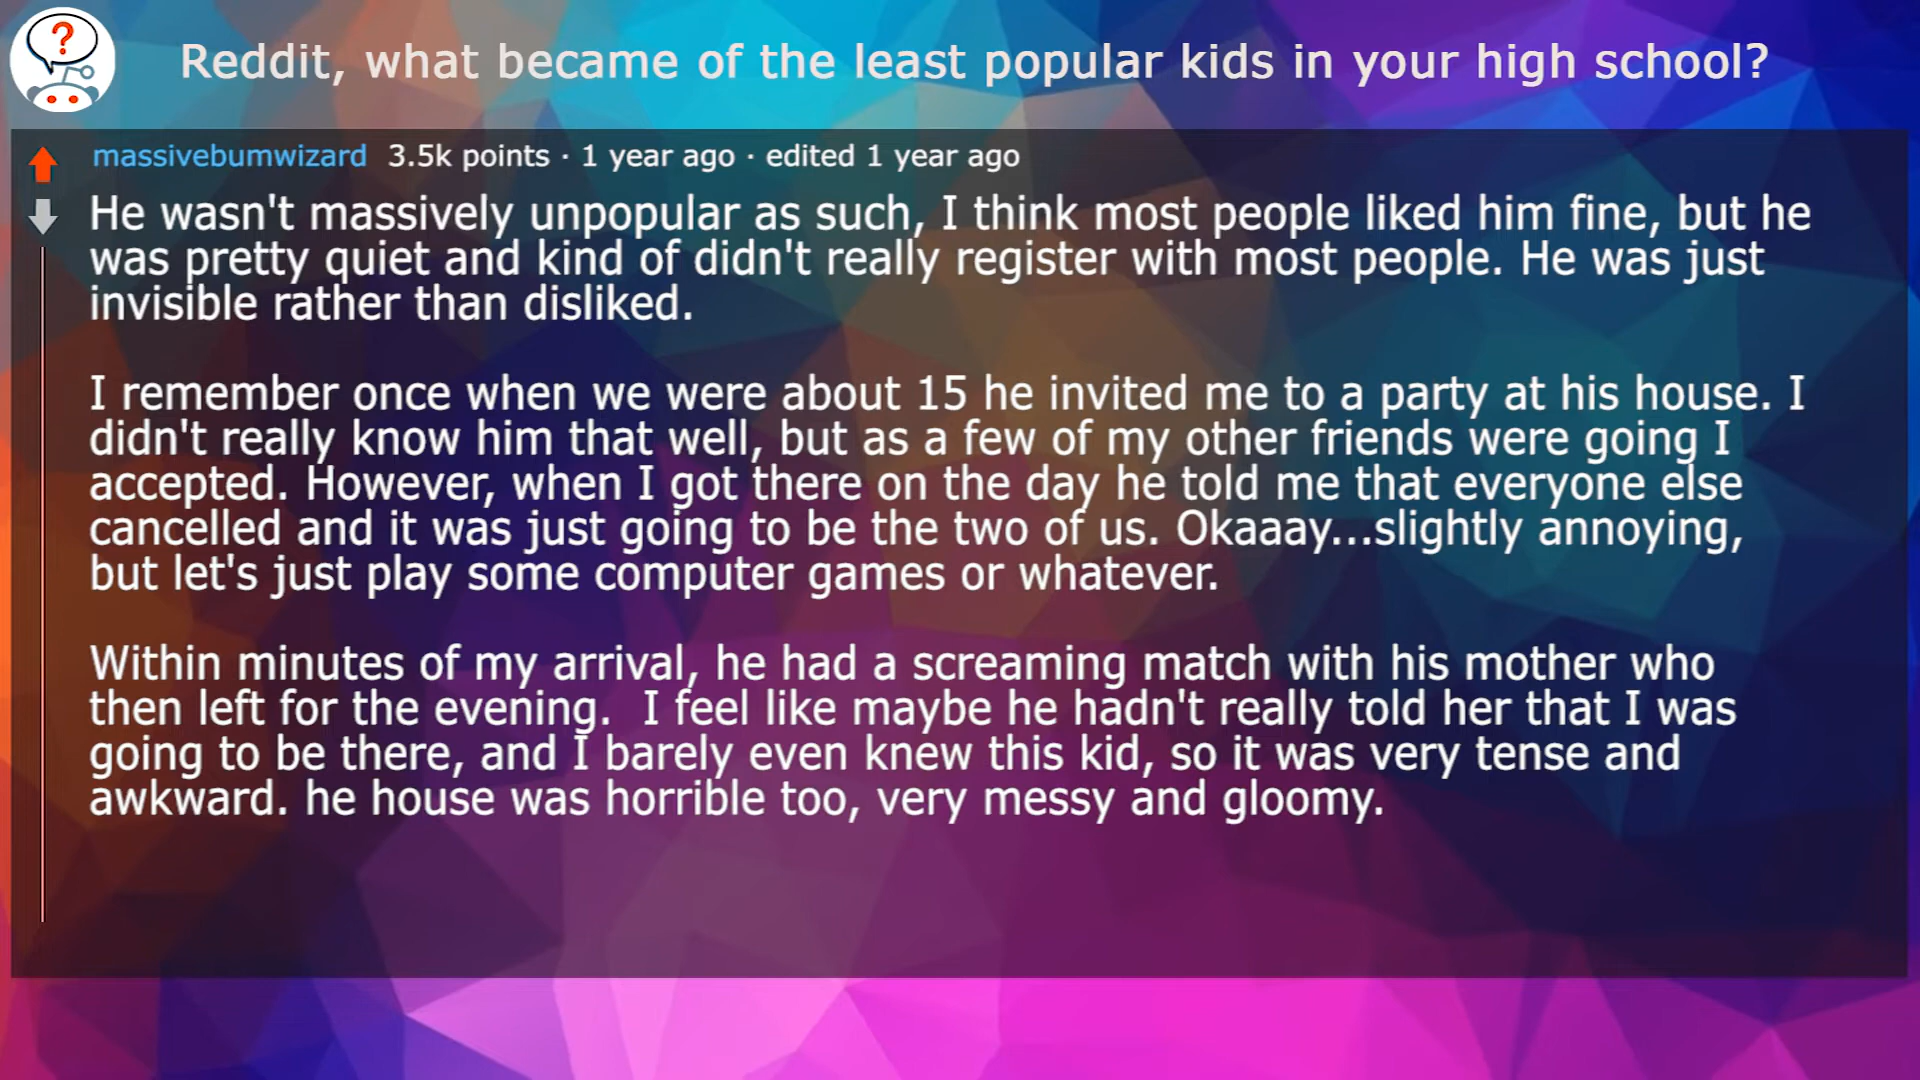 ?
Reddit, what became of the least popular kids in your high school?
massivebumwizard 3.5k points · 1 year ago · edited 1 year ago
He wasn't massively unpopular as such, I think most people liked him fine, but he
was pretty quiet and kind of didn't really register with most people. He was just
invisible rather than disliked.
I remember once when we were about 15 he invited me to a party at his house. I
didn't really know him that well, but as a few of my other friends were going I
accepted. However, when I got there on the day he told me that everyone else
cancelled and it was just going to be the two of us. Okaaay...slightly annoying,
but let's just play some computer games or whatever.
Within minutes of my arrival, he had a screaming match with his mother who
then left for the evening.  I feel like maybe he hadn't really told her that I was
going to be there, and I barely even knew this kid, so it was very tense and
awkward. he house was horrible too, very messy and gloomy.